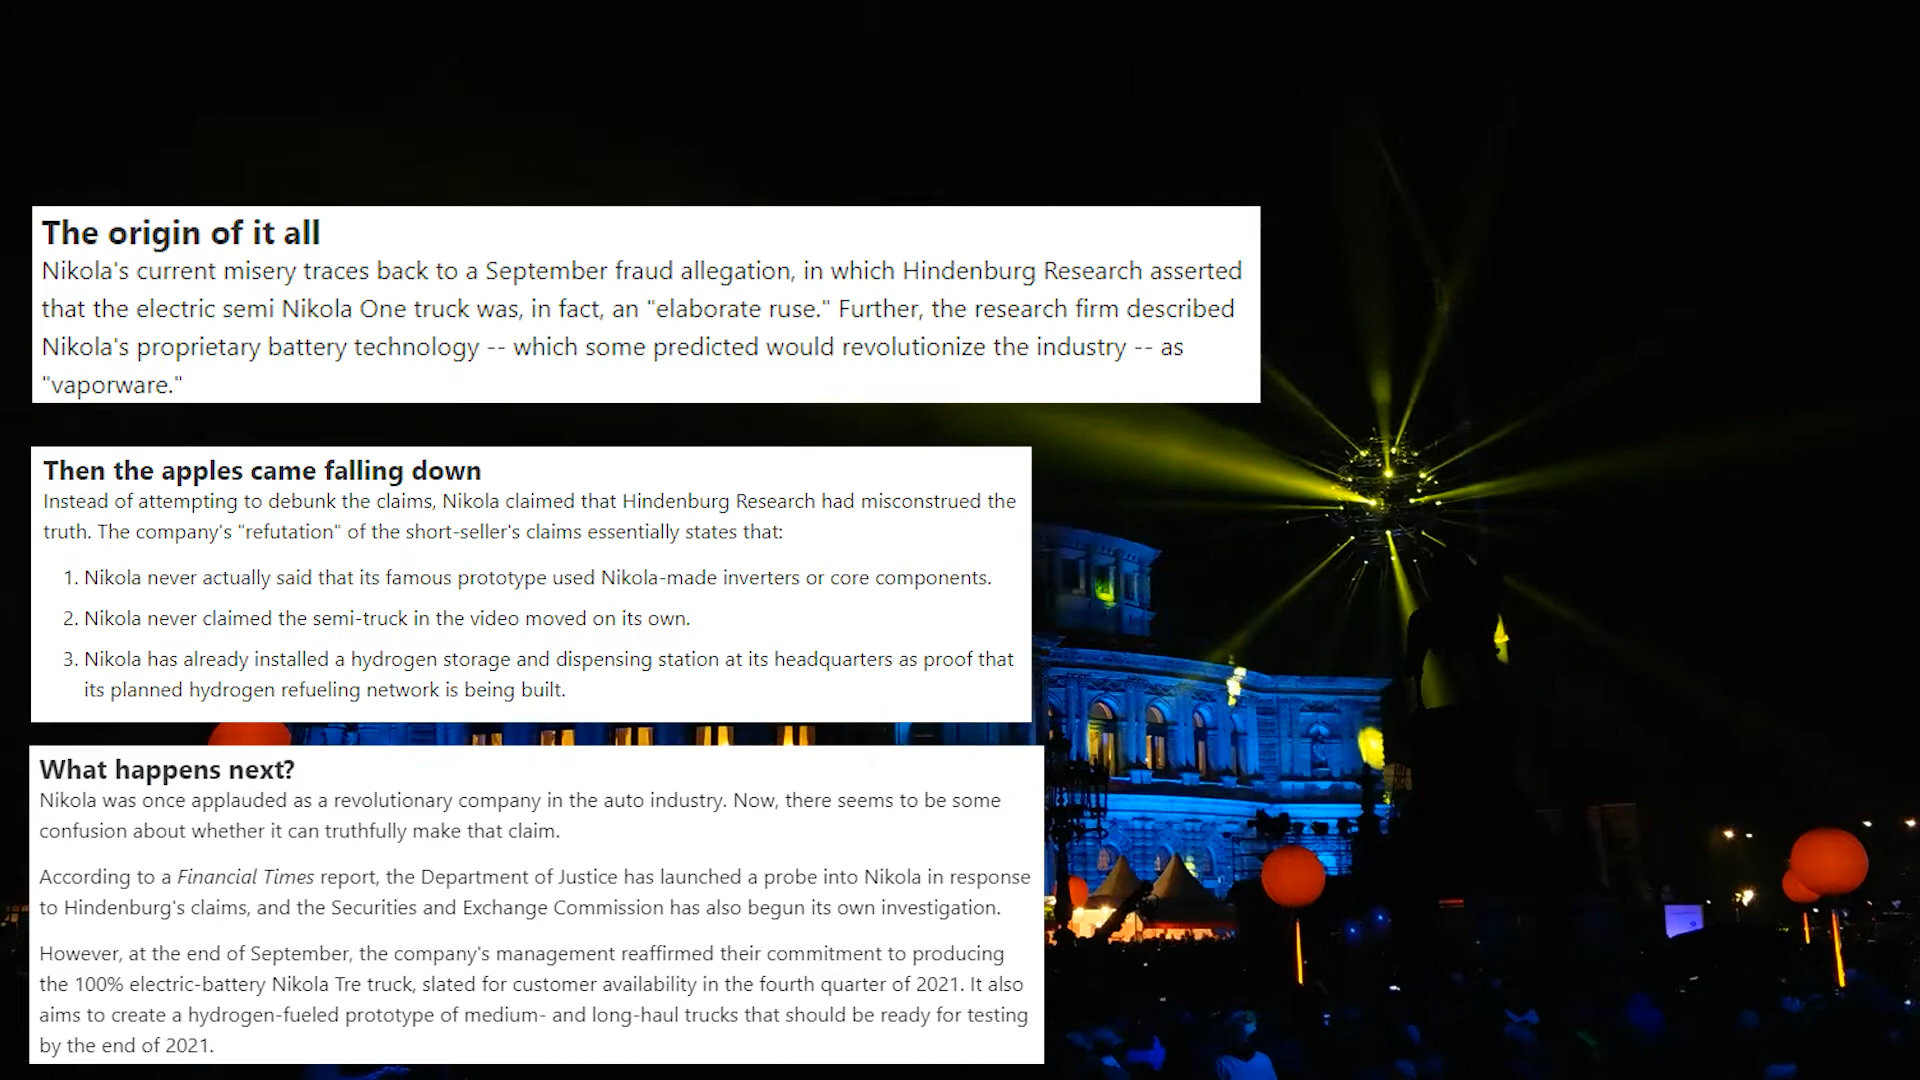 The origin of it all
Nikola's current misery traces back to a September fraud allegation, in which Hindenburg Research asserted
that the electric semi Nikola One truck was, in fact, an "elaborate ruse." Further, the research firm described
Nikola's proprietary battery technology -- which some predicted would revolutionize the industry -- as
"vaporware."
Then the apples came falling down
Instead of attempting to debunk the claims, Nikola claimed that Hindenburg Research had misconstrued the
truth. The company's "refutation" of the short-seller's claims essentially states that:
1. Nikola never actually said that its famous prototype used Nikola-made inverters or core components.
2. Nikola never claimed the semi-truck in the video moved on its own.
3. Nikola has already installed a hydrogen storage and dispensing station at its headquarters as proof that
its planned hydrogen refueling network is being built.
What happens next?
Nikola was once applauded as a revolutionary company in the auto industry. Now, there seems to be some
confusion about whether it can truthfully make that claim.
According to a Financial Times report, the Department of Justice has launched a probe into Nikola in response
to Hindenburg's claims, and the Securities and Exchange Commission has also begun its own investigation.
However, at the end of September, the company's management reaffirmed their commitment to producing
the 100% electric-battery Nikola Tre truck, slated for customer availability in the fourth quarter of 2021. It also
aims to create a hydrogen-fueled prototype of medium- and long-haul trucks that should be ready for testing
by the end of 2021.